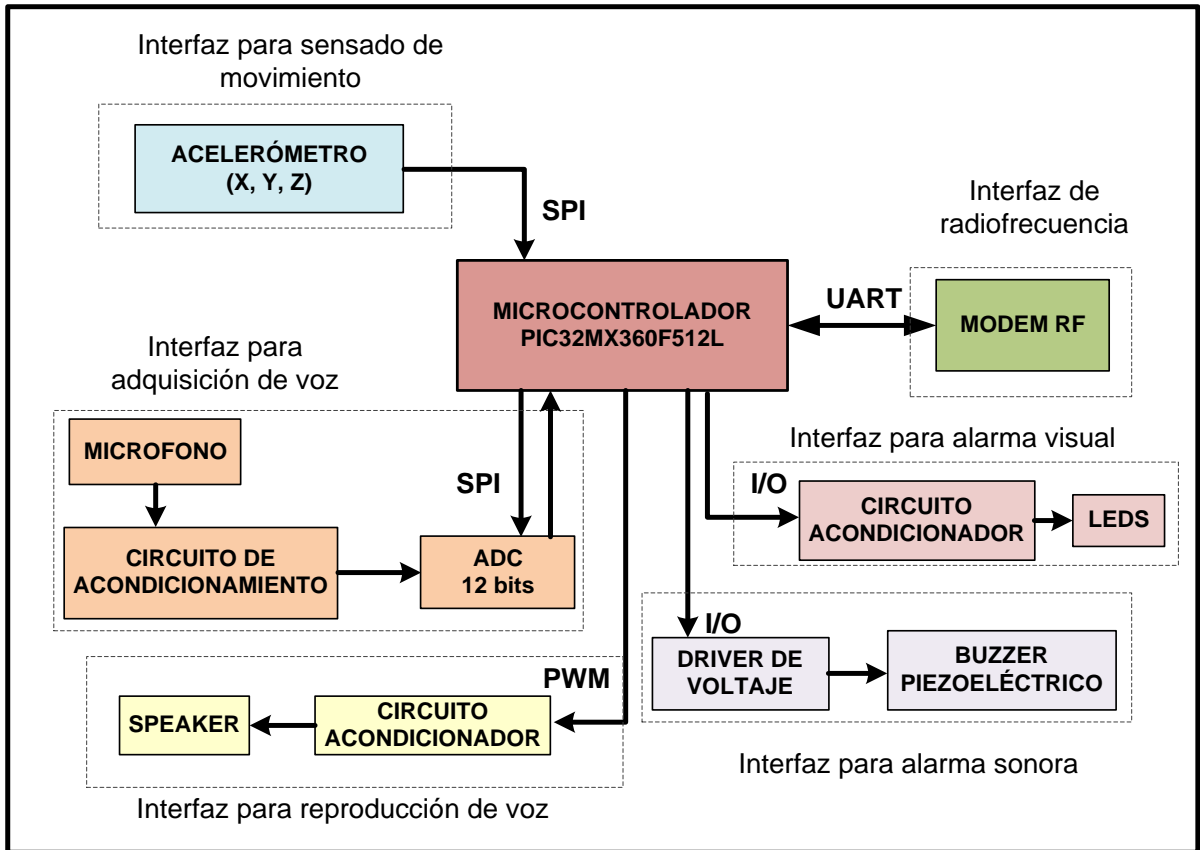 Interfaz para sensado de
movimiento
ACELERÓMETRO
(X, Y, Z)
SPI
Interfaz de
radiofrecuencia
MICROCONTROLADOR
PIC32MX360F512L
UART
MODEM RF
Interfaz para
adquisición de voz
MICROFONO
SPI
CIRCUITO DE
ACONDICIONAMIENTO
ADC
12 bits
Interfaz para alarma visual
I/O
CIRCUITO
ACONDICIONADOR
LEDS
I/O
DRIVER DE
VOLTAJE
BUZZER
PIEZOELÉCTRICO
Interfaz para alarma sonora
PWM
SPEAKER
CIRCUITO
ACONDICIONADOR
Interfaz para reproducción de voz